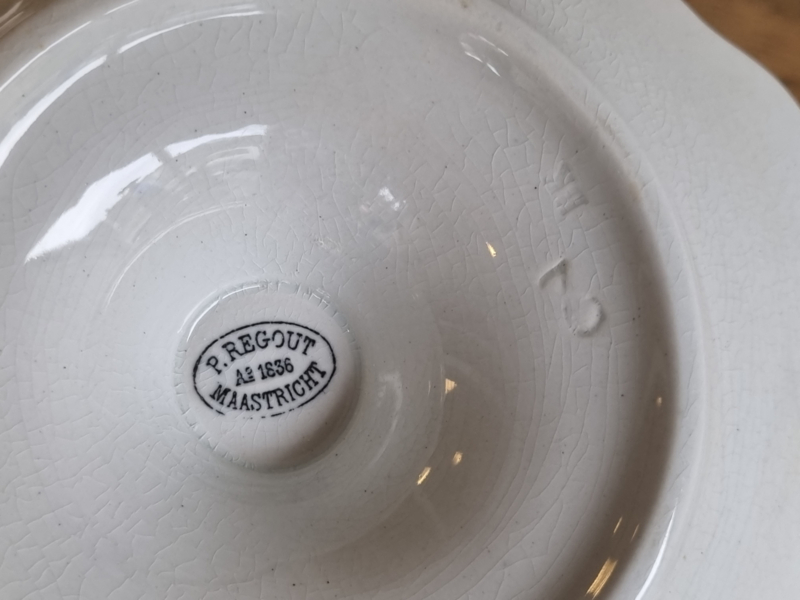 P. REGOUT
Aº 1836
MAASTRICHT